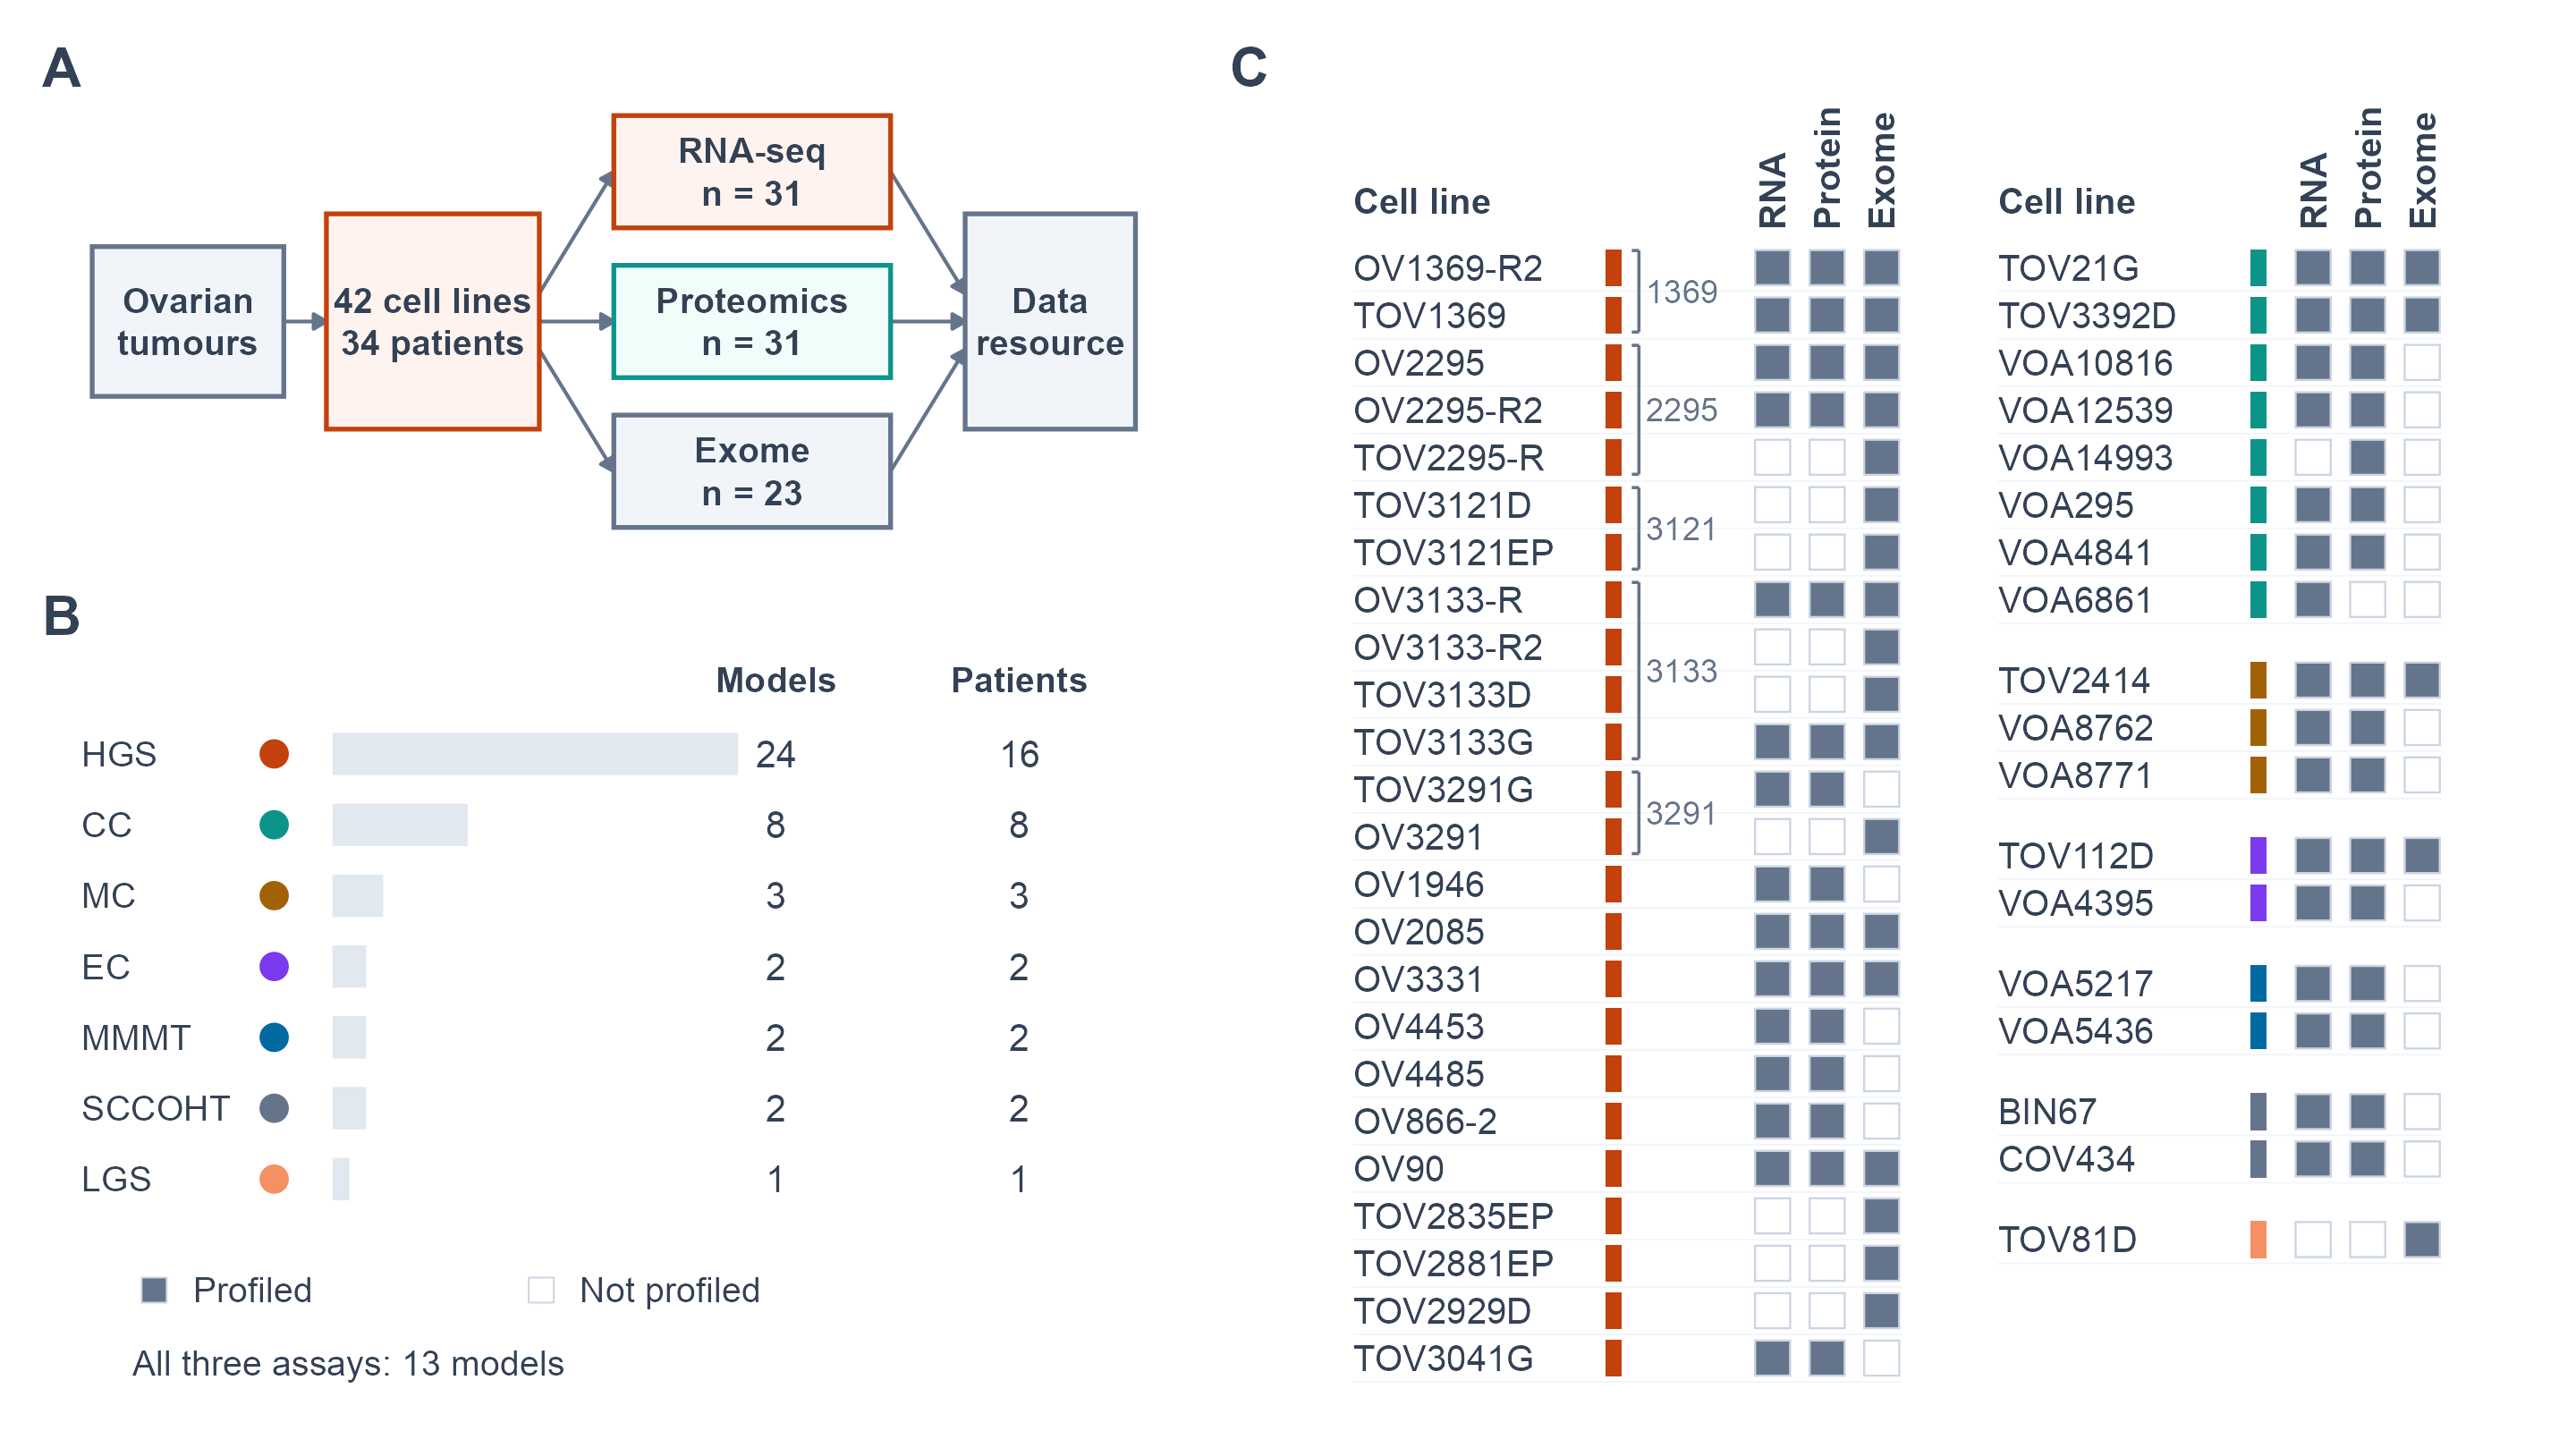 A
Ovarian
tumours
42 cell lines
34 patients
RNA-seq
n = 31
Proteomics
n = 31
Exome
n = 23
Data
resource
B
Models Patients
HGS 24 16
CC 8 8
MC 3 3
EC 2 2
MMMT 2 2
SCCOHT 2 2
LGS 1 1
Profiled Not profiled
All three assays: 13 models
C
Cell line RNA Protein Exome
OV1369-R2
TOV1369
1369
OV2295
OV2295-R2
TOV2295-R
2295
TOV3121D
TOV3121EP
3121
OV3133-R
OV3133-R2
TOV3133D
TOV3133G
3133
TOV3291G
OV3291
3291
OV1946
OV2085
OV3331
OV4453
OV4485
OV866-2
OV90
TOV2835EP
TOV2881EP
TOV2929D
TOV3041G
Cell line RNA Protein Exome
TOV21G
TOV3392D
VOA10816
VOA12539
VOA14993
VOA295
VOA4841
VOA6861
TOV2414
VOA8762
VOA8771
TOV112D
VOA4395
VOA5217
VOA5436
BIN67
COV434
TOV81D